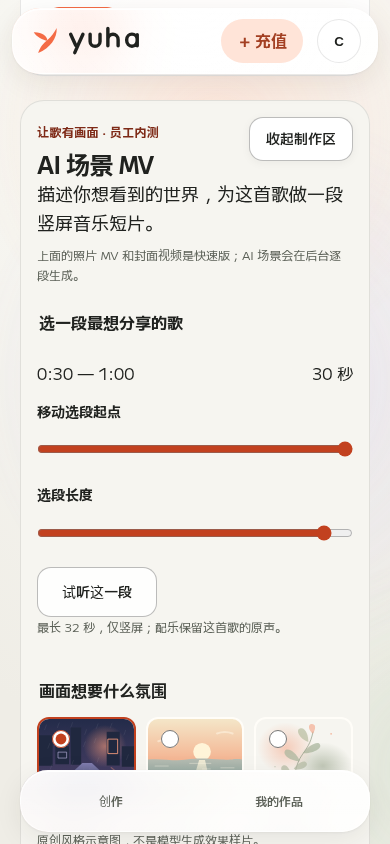 yuha
+ 充值
C
让歌有画面 · 员工内测
收起制作区
AI 场景 MV
描述你想看到的世界，为这首歌做一段
竖屏音乐短片。
上面的照片 MV 和封面视频是快速版；AI 场景会在后台逐
段生成。
选一段最想分享的歌
0:30 — 1:00
30 秒
移动选段起点
选段长度
试听这一段
最长 32 秒，仅竖屏；配乐保留这首歌的原声。
画面想要什么氛围
创作
我的作品
原创风格示意图，不是模型生成效果样片。